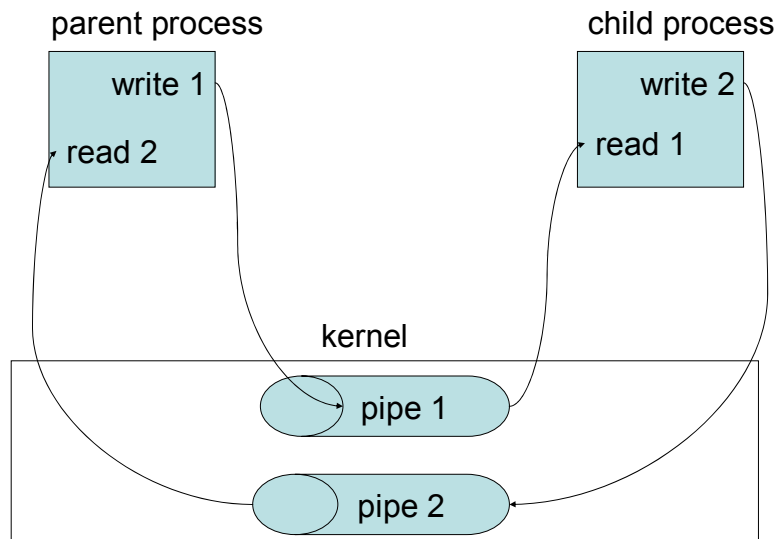 parent process
child process
write 1
read 2
write 2
read 1
kernel
pipe 1
pipe 2